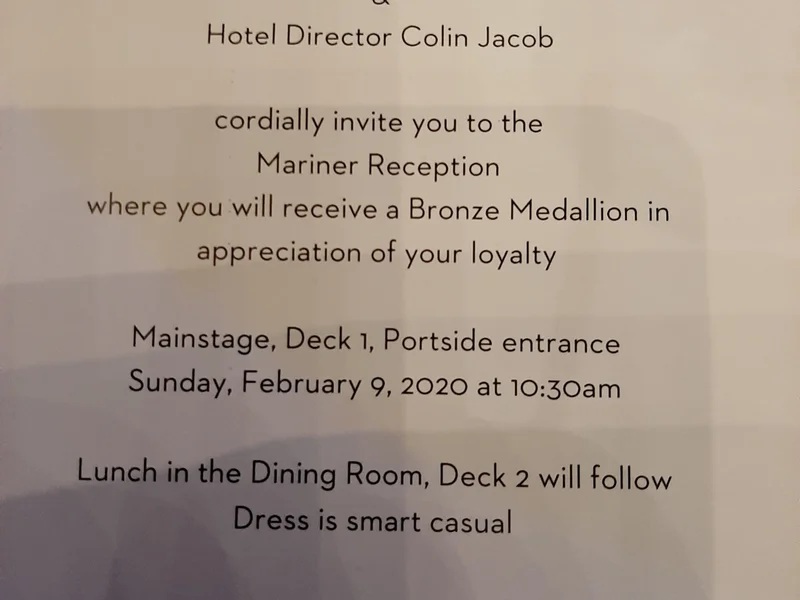 &
Hotel Director Colin Jacob
cordially invite you to the
Mariner Reception
where you will receive a Bronze Medallion in
appreciation of your loyalty
Mainstage, Deck 1, Portside entrance
Sunday, February 9, 2020 at 10:30am
Lunch in the Dining Room, Deck 2 will follow
Dress is smart casual